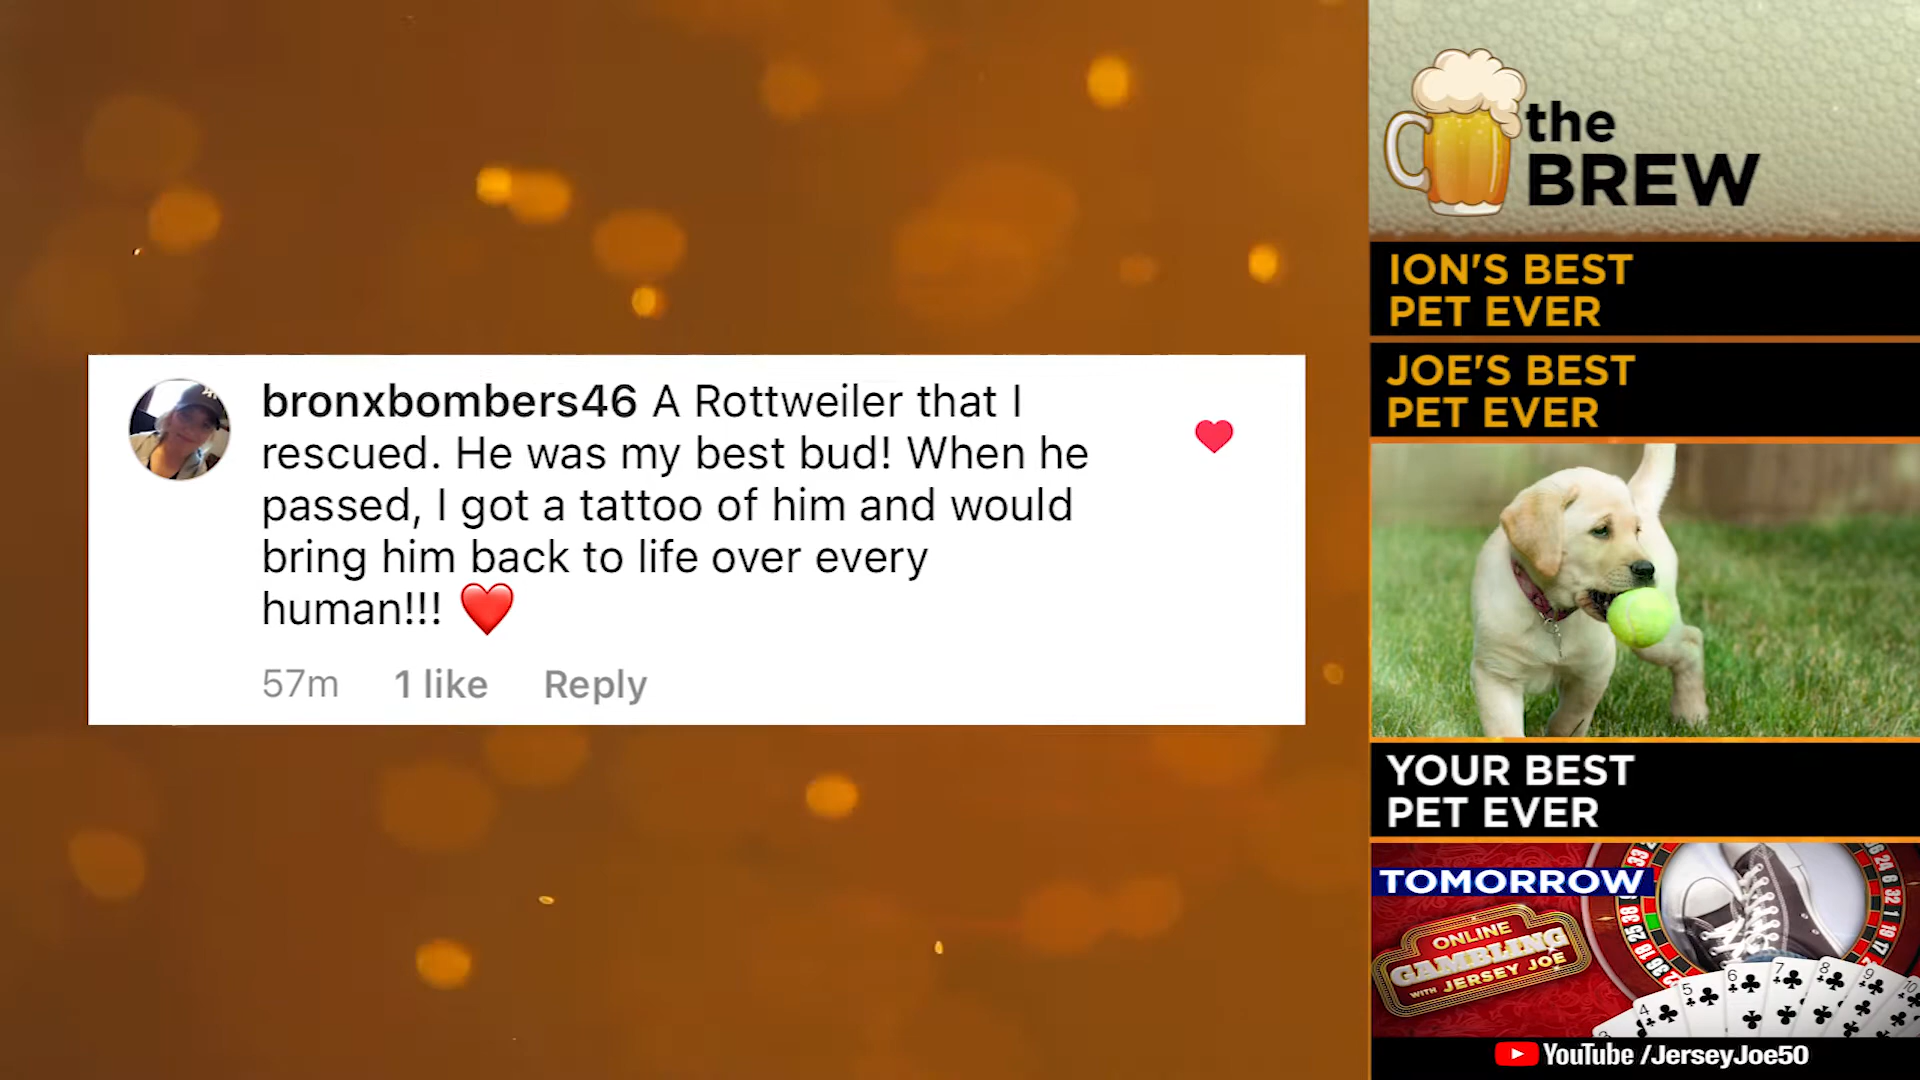 bronxbombers46 A Rottweiler that I
rescued. He was my best bud! When he
passed, I got a tattoo of him and would
bring him back to life over every
human!!! ❤️
57m 1 like Reply
the
BREW
ION'S BEST
PET EVER
JOE'S BEST
PET EVER
YOUR BEST
PET EVER
TOMORROW
ONLINE
GAMBLING
WITH JERSEY JOE
YouTube /JerseyJoe50